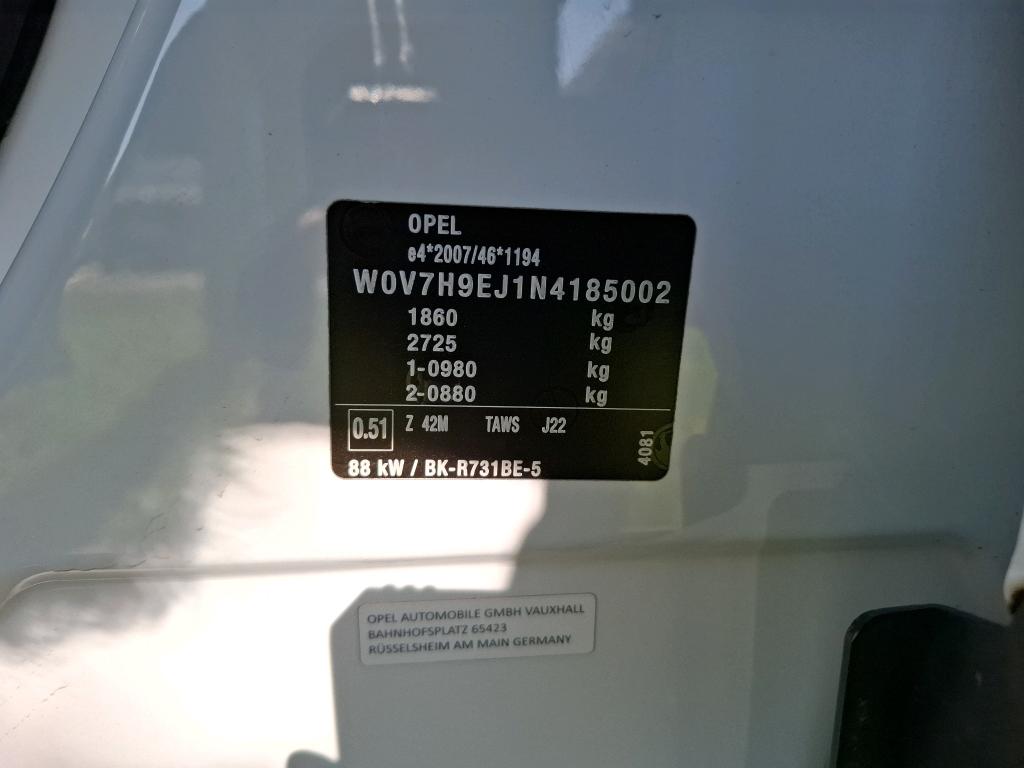 OPEL
e4*2007/46*1194
W0V7H9EJ1N4185002
1860 kg
2725 kg
1-0980 kg
2-0880 kg
0.51 Z 42M TAWS J22
4081
88 kW / BK-R731BE-5
OPEL AUTOMOBILE GMBH VAUXHALL
BAHNHOFSPLATZ 65423
RÜSSELSHEIM AM MAIN GERMANY